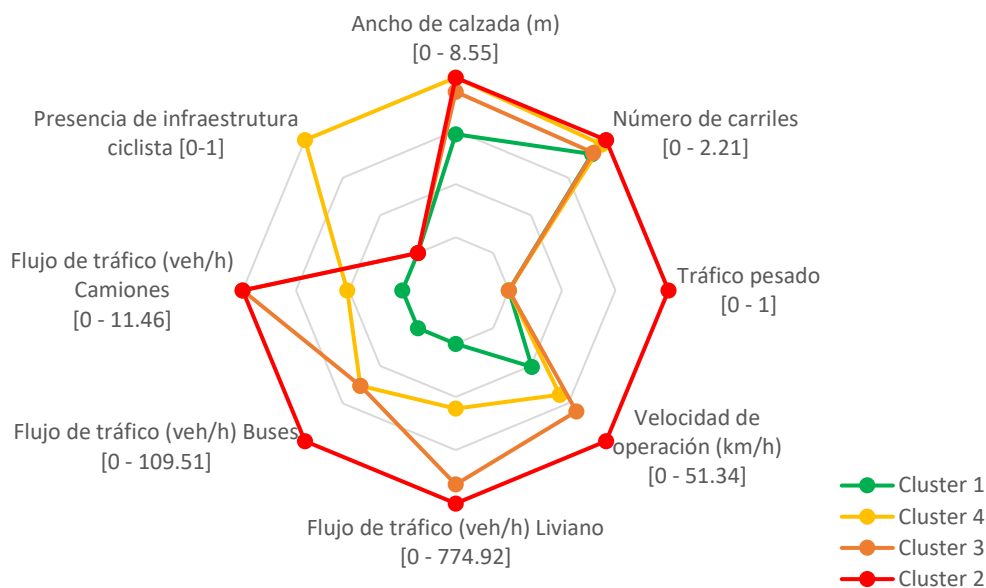 Ancho de calzada (m)
[0 - 8.55]
Número de carriles
[0 - 2.21]
Tráfico pesado
[0 - 1]
Velocidad de
operación (km/h)
[0 - 51.34]
Flujo de tráfico (veh/h) Liviano
[0 - 774.92]
Flujo de tráfico (veh/h) Buses
[0 - 109.51]
Flujo de tráfico (veh/h)
Camiones
[0 - 11.46]
Presencia de infraestrutura
ciclista [0-1]
Cluster 1
Cluster 4
Cluster 3
Cluster 2